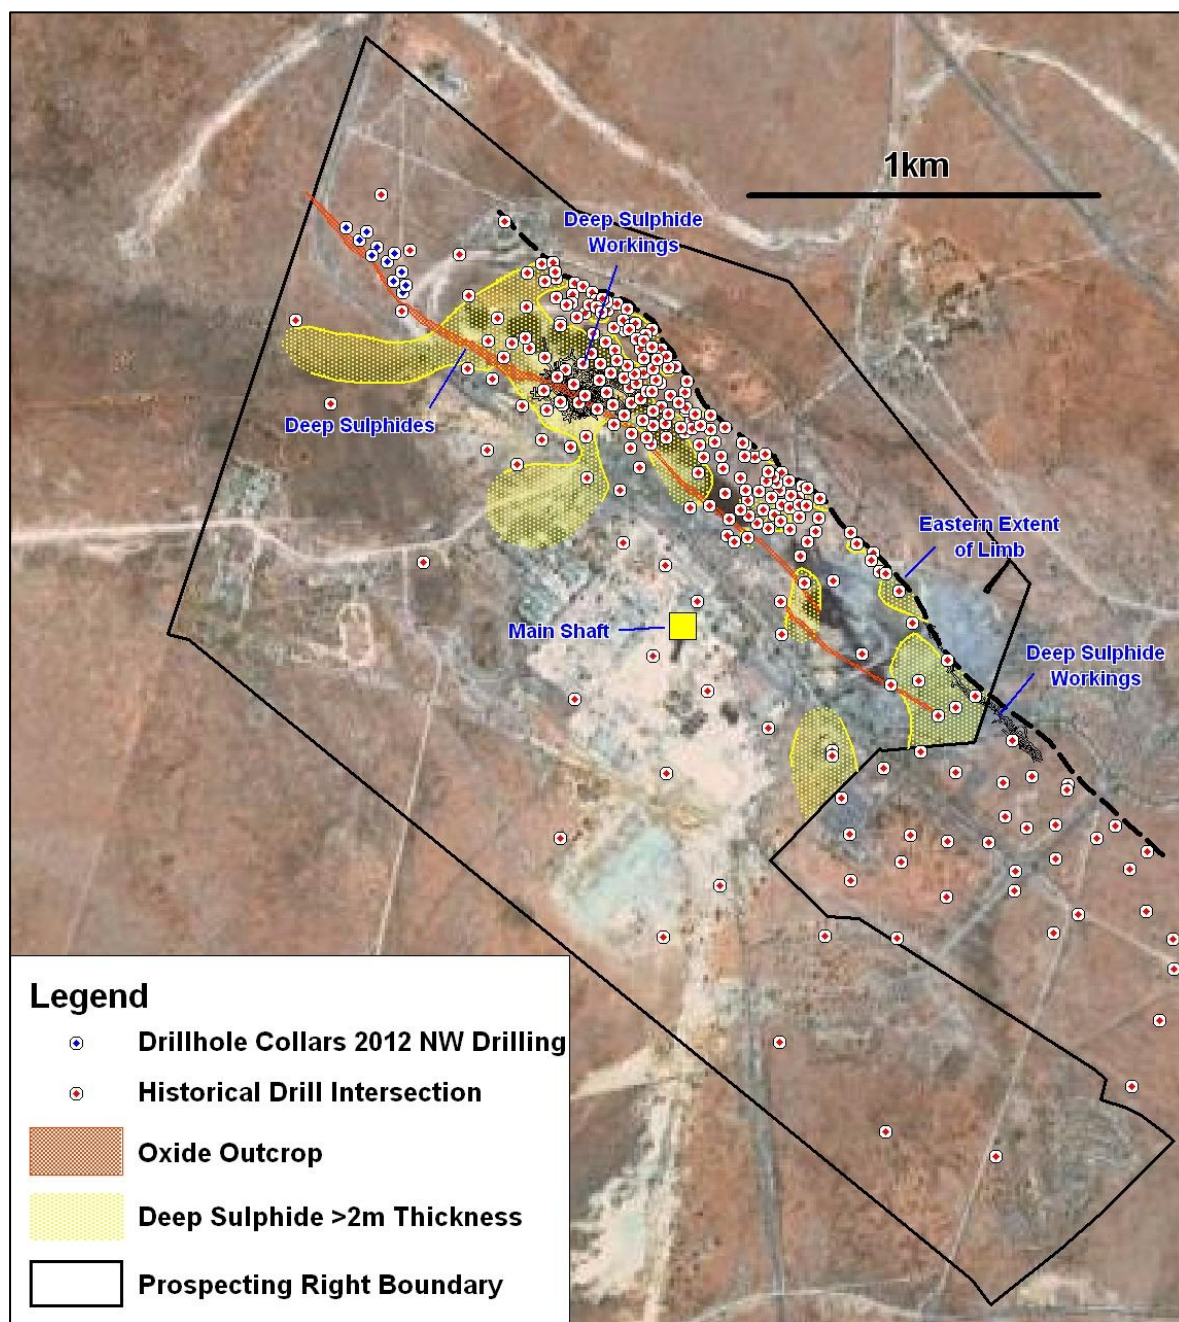 1km
Deep Sulphide
Workings
Deep Sulphides
Eastern Extent
of Limb
Main Shaft
Deep Sulphide
Workings
Legend
Drillhole Collars 2012 NW Drilling
Historical Drill Intersection
Oxide Outcrop
Deep Sulphide >2m Thickness
Prospecting Right Boundary